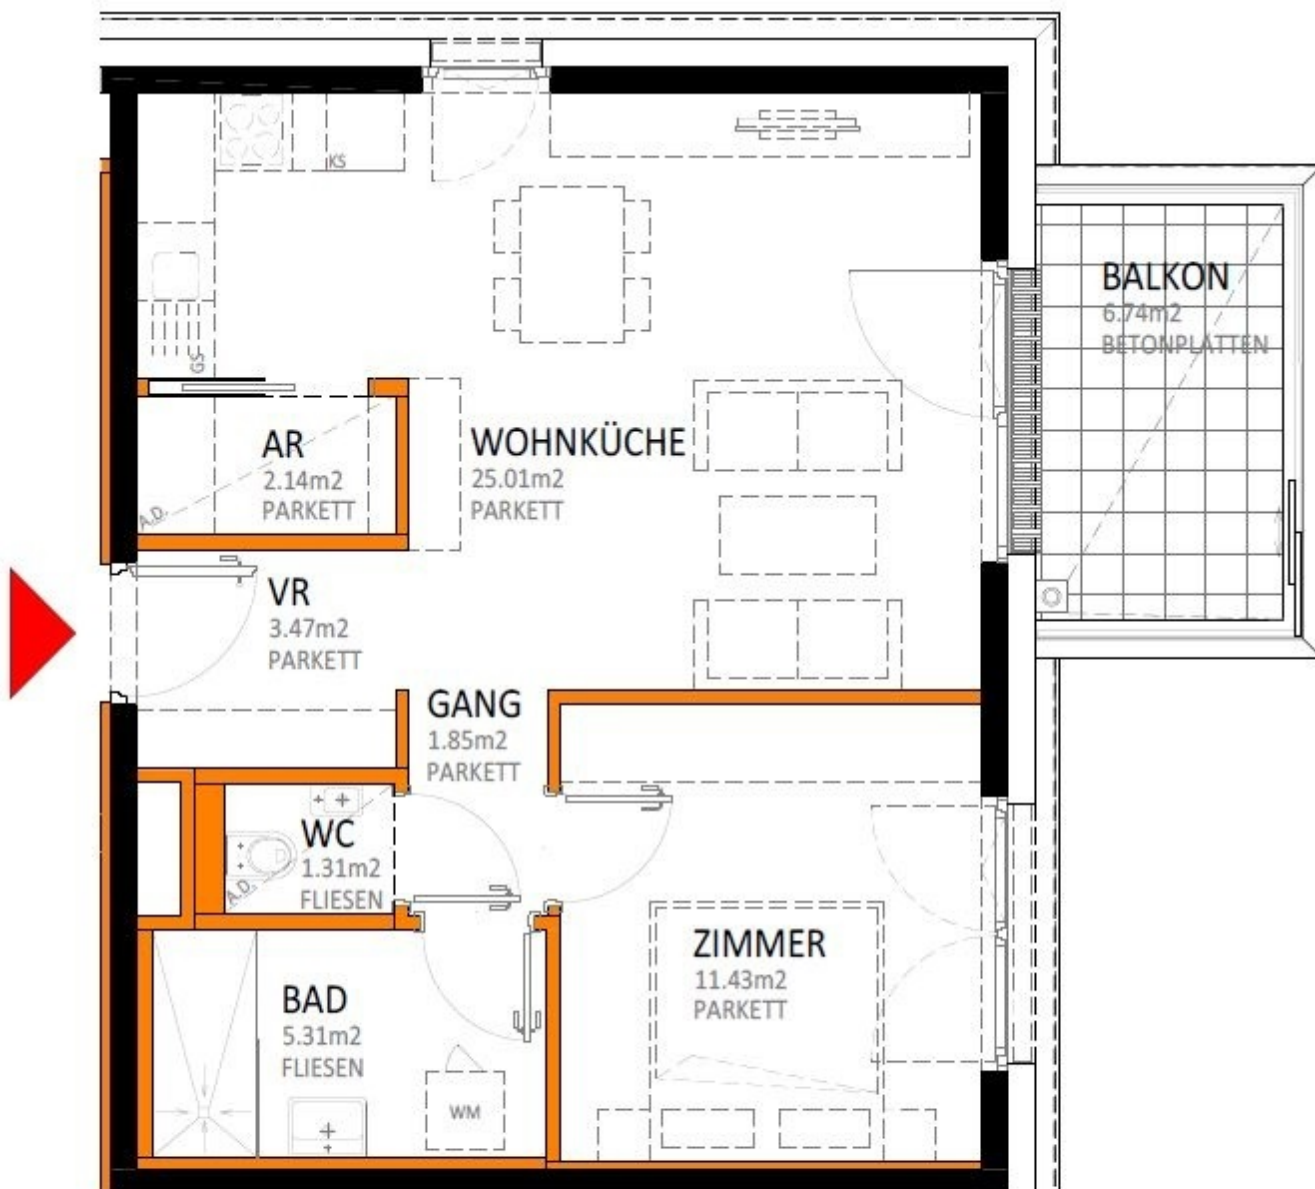 KS
BALKON
6.74m2
BETONPLATTEN
GS
AR
2.14m2
PARKETT
A.D.
WOHNKÜCHE
25.01m2
PARKETT
VR
3.47m2
PARKETT
GANG
1.85m2
PARKETT
WC
1.31m2
FLIESEN
A.D.
ZIMMER
11.43m2
PARKETT
BAD
5.31m2
FLIESEN
WM